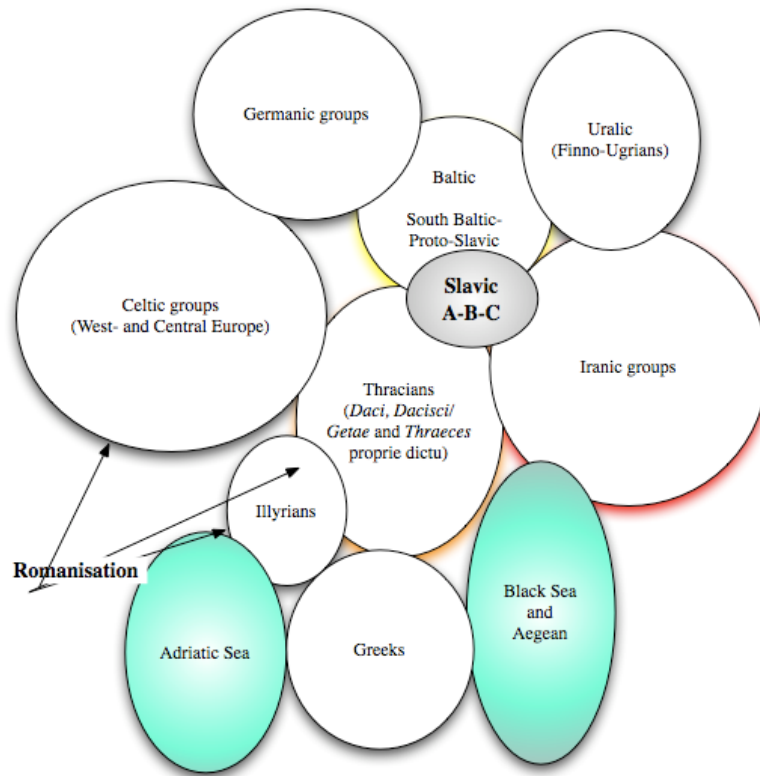 Germanic groups
Uralic
(Finno-Ugrians)
Baltic
South Baltic-
Proto-Slavic
Slavic
A-B-C
Celtic groups
(West- and Central Europe)
Iranic groups
Thracians
(Daci, Dacisci/
Getae and Thraeces
proprie dictu)
Illyrians
Romanisation
Black Sea
and
Aegean
Adriatic Sea
Greeks